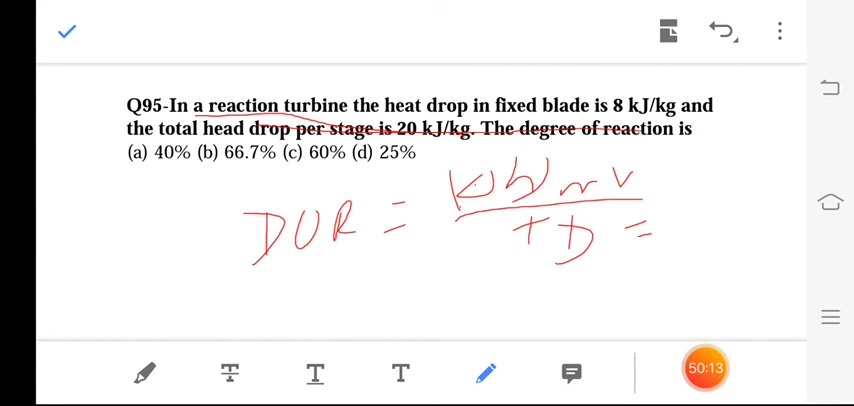 Q95-In a reaction turbine the heat drop in fixed blade is 8 kJ/kg and
the total head drop per stage is 20 kJ/kg. The degree of reaction is
(a) 40% (b) 66.7% (c) 60% (d) 25%
DOR =
T D =
T T T
50:13